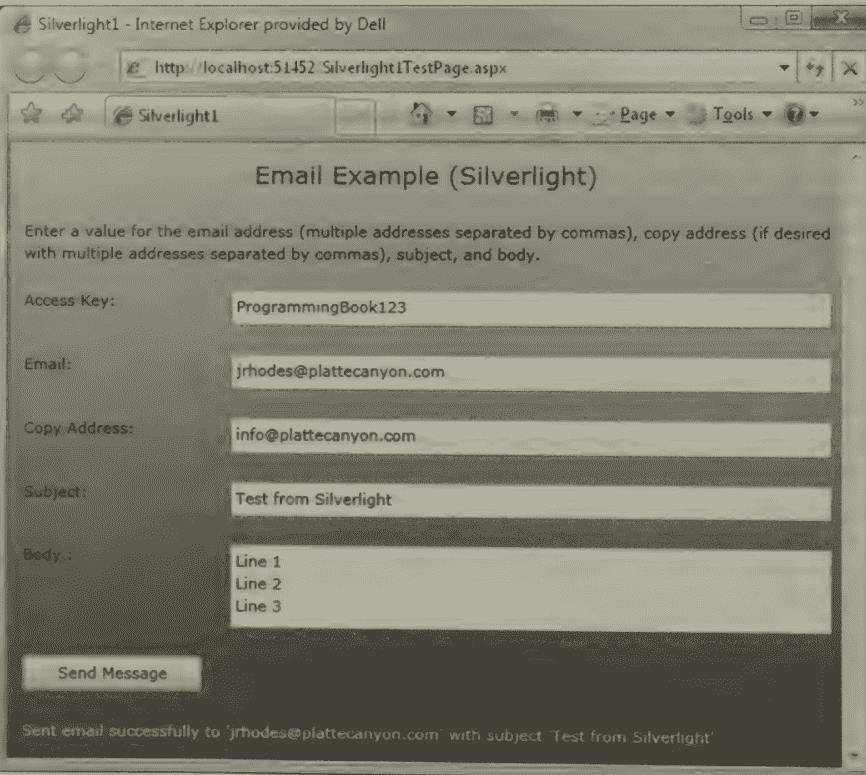 Silverlight1 - Internet Explorer provided by Dell
http://localhost:51452/Silverlight1TestPage.aspx
Silverlight1
Page
Tools
Email Example (Silverlight)
Enter a value for the email address (multiple addresses separated by commas), copy address (if desired
with multiple addresses separated by commas), subject, and body.
Access Key:
ProgrammingBook123
Email:
jrhodes@plattecanyon.com
Copy Address:
info@plattecanyon.com
Subject:
Test from Silverlight
Body :
Line 1
Line 2
Line 3
Send Message
Sent email successfully to 'jrhodes@plattecanyon.com' with subject 'Test from Silverlight'